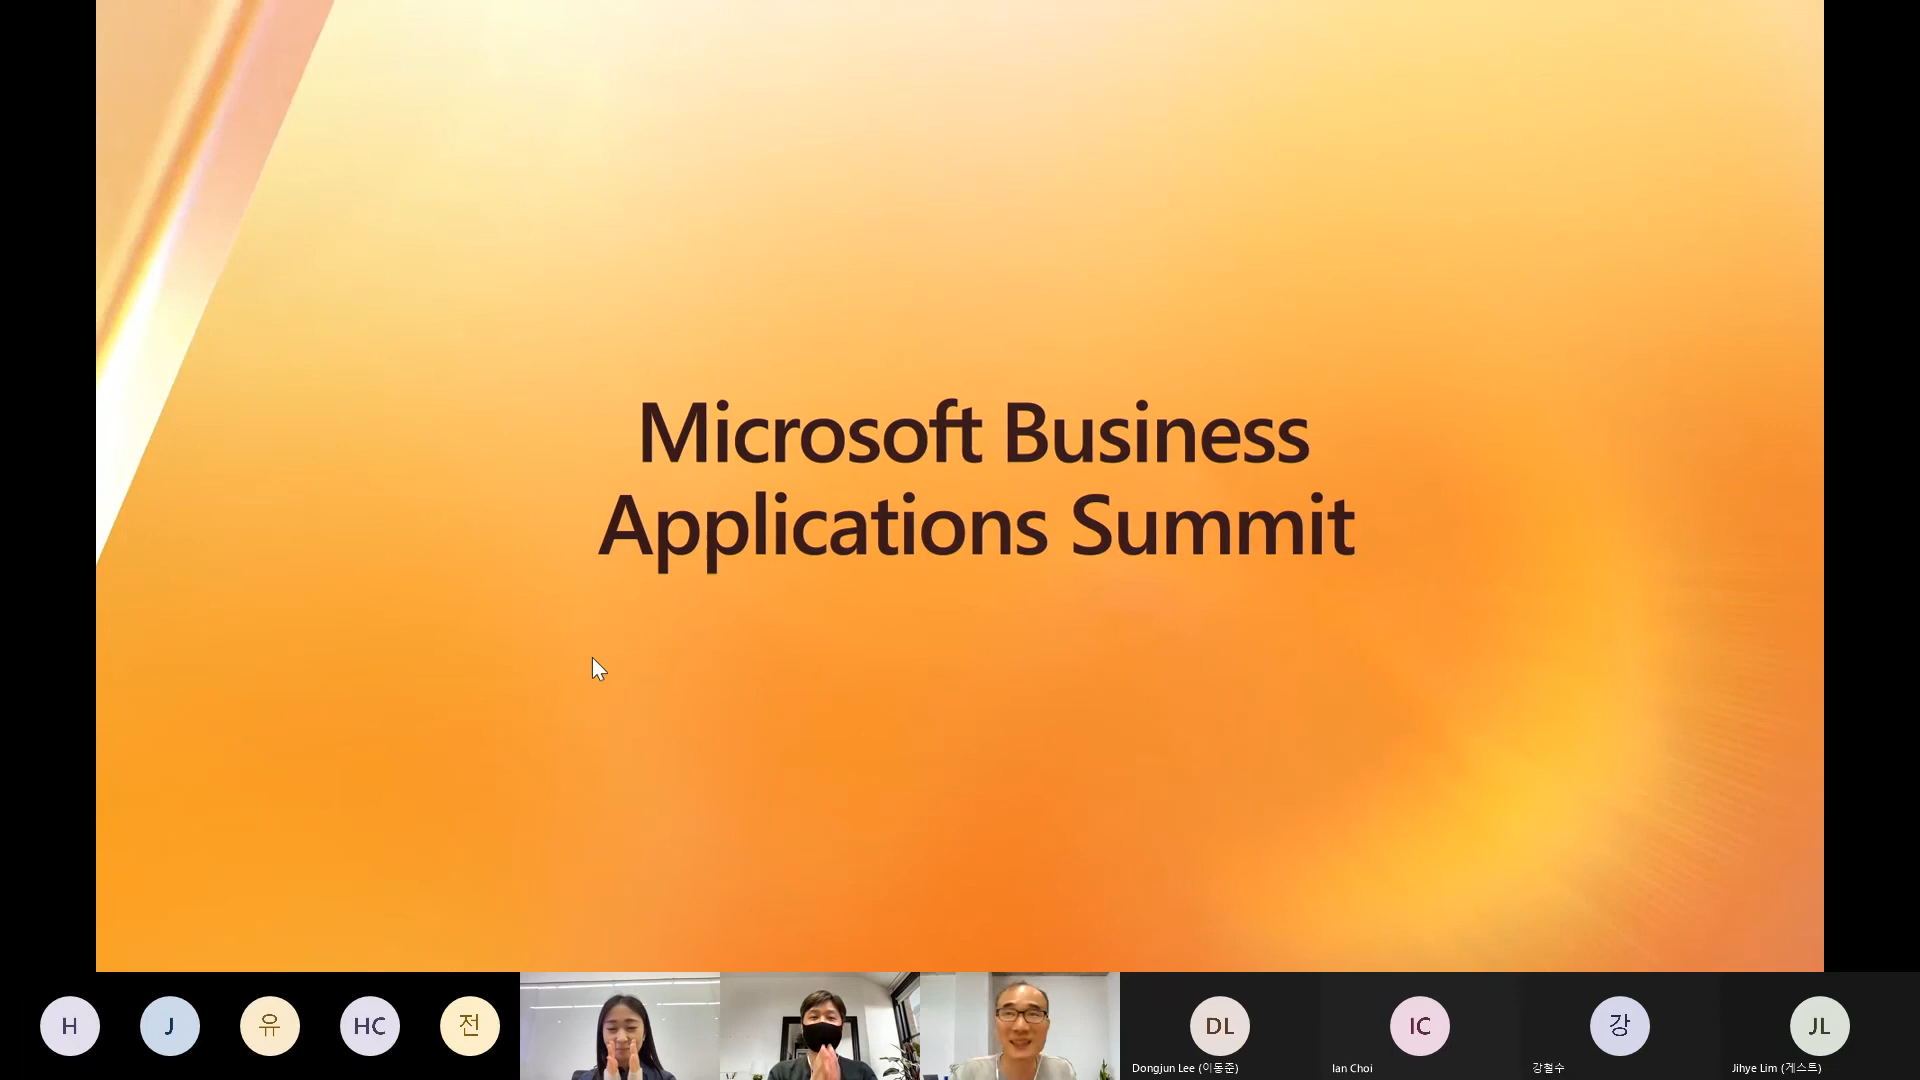 Microsoft Business
Applications Summit
H
J
유
HC
전
DL
IC
강
JL
Dongjun Lee (이동준)
Ian Choi
강철수
Jihye Lim (게스트)